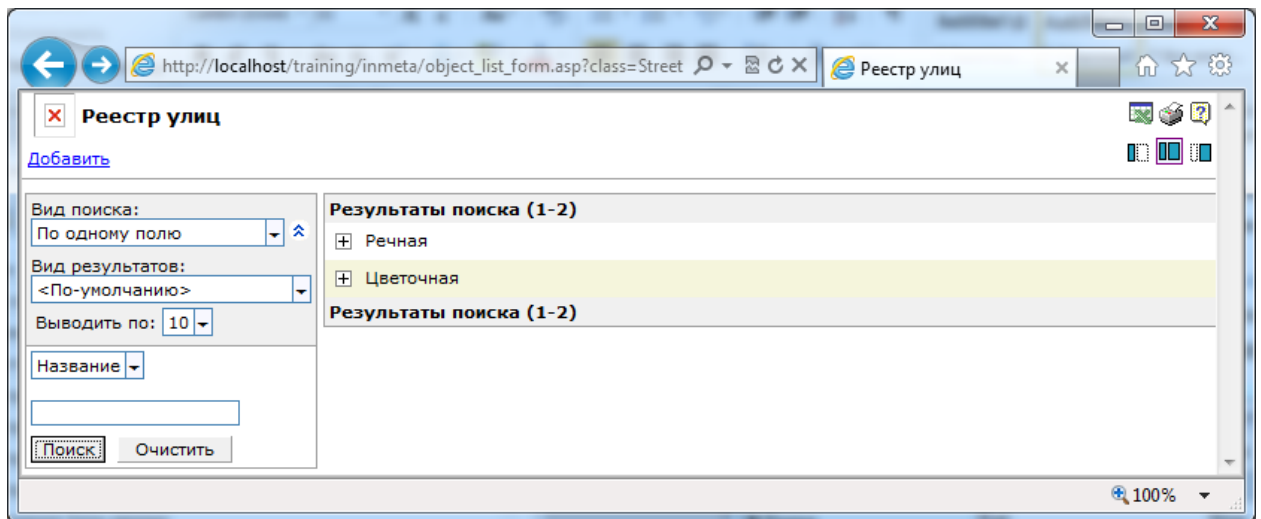 http://localhost/training/inmeta/object_list_form.asp?class=Street
Реестр улиц
Реестр улиц
Добавить
Вид поиска:
По одному полю
Вид результатов:
<По-умолчанию>
Выводить по: 10
Название
Поиск Очистить
Результаты поиска (1-2)
Речная
Цветочная
Результаты поиска (1-2)
100%